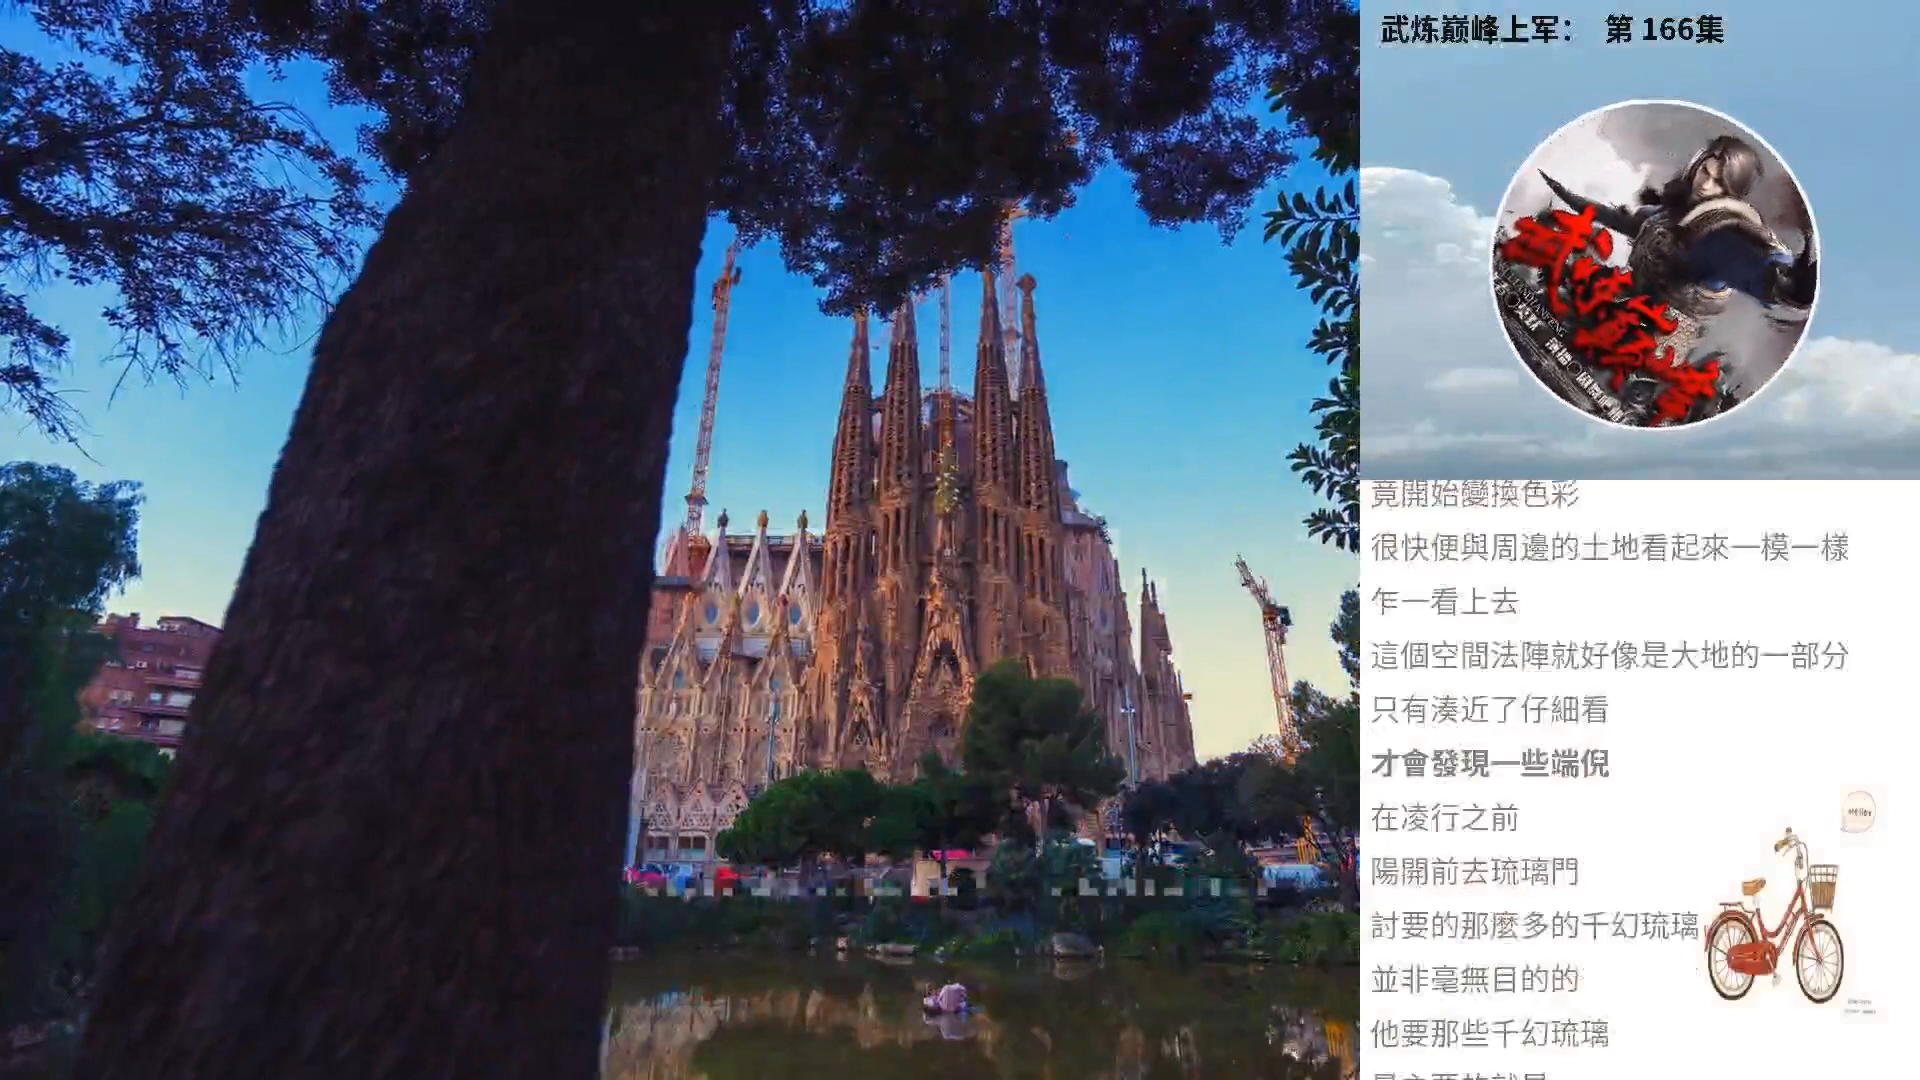 武炼巅峰上军： 第 166集
竟開始變換色彩
很快便與周邊的土地看起來一模一樣
乍一看上去
這個空間法陣就好像是大地的一部分
只有湊近了仔細看
才會發現一些端倪
在凌行之前
陽開前去琉璃門
討要的那麼多的千幻琉璃
並非毫無目的的
他要那些千幻琉璃